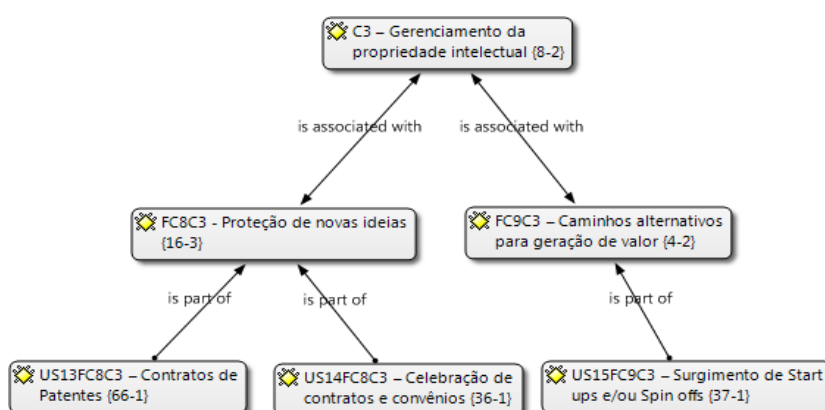 C3 – Gerenciamento da
propriedade intelectual {8-2}
is associated with
is associated with
FC8C3 - Proteção de novas ideias
{16-3}
FC9C3 – Caminhos alternativos
para geração de valor {4-2}
is part of
is part of
is part of
US13FC8C3 – Contratos de
Patentes {66-1}
US14FC8C3 – Celebração de
contratos e convênios {36-1}
US15FC9C3 – Surgimento de Start
ups e/ou Spin offs {37-1}